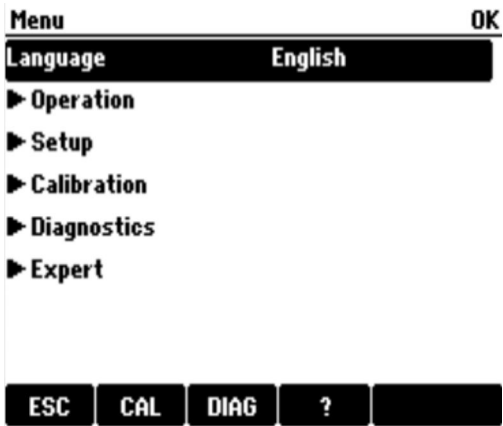 Menu OK
Language English
Operation
Setup
Calibration
Diagnostics
Expert
ESC CAL DIAG ?